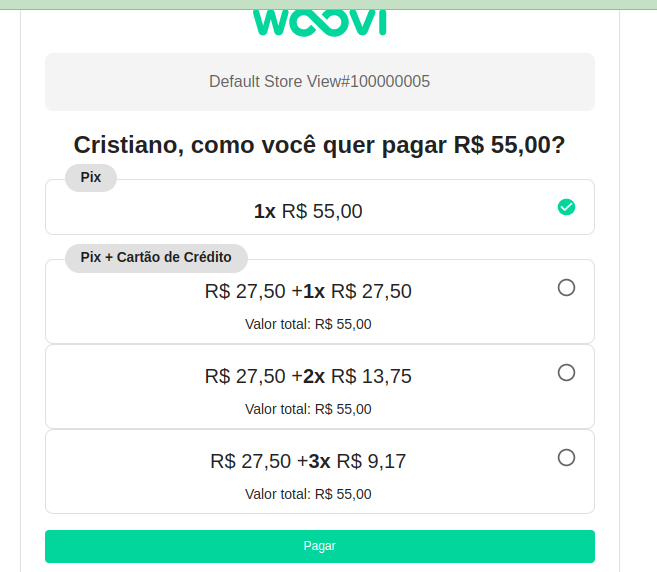 WOOVI
Default Store View#100000005
Cristiano, como você quer pagar R$ 55,00?
Pix
1x R$ 55,00
Pix + Cartão de Crédito
R$ 27,50 +1x R$ 27,50
Valor total: R$ 55,00
R$ 27,50 +2x R$ 13,75
Valor total: R$ 55,00
R$ 27,50 +3x R$ 9,17
Valor total: R$ 55,00
Pagar